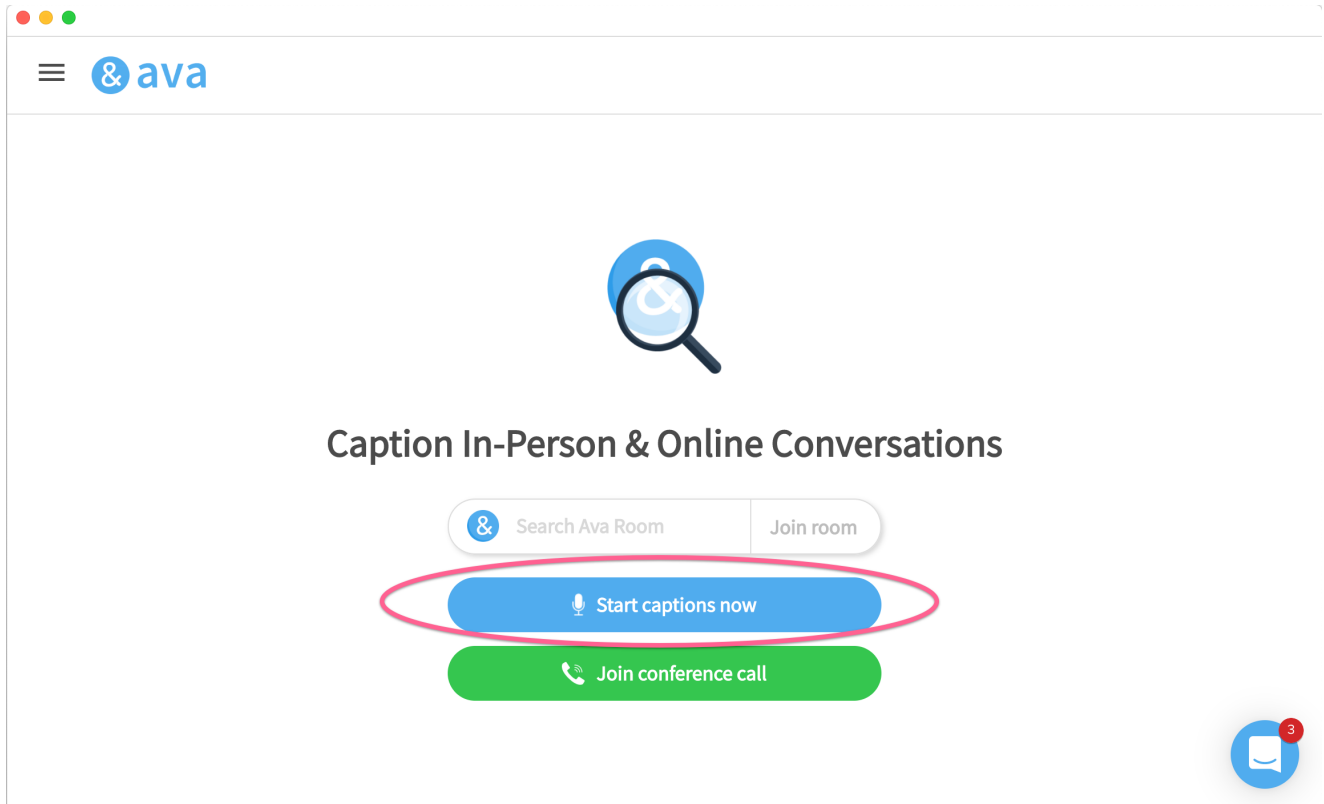 & ava
&
Caption In-Person & Online Conversations
& Search Ava Room Join room
Start captions now
Join conference call
3